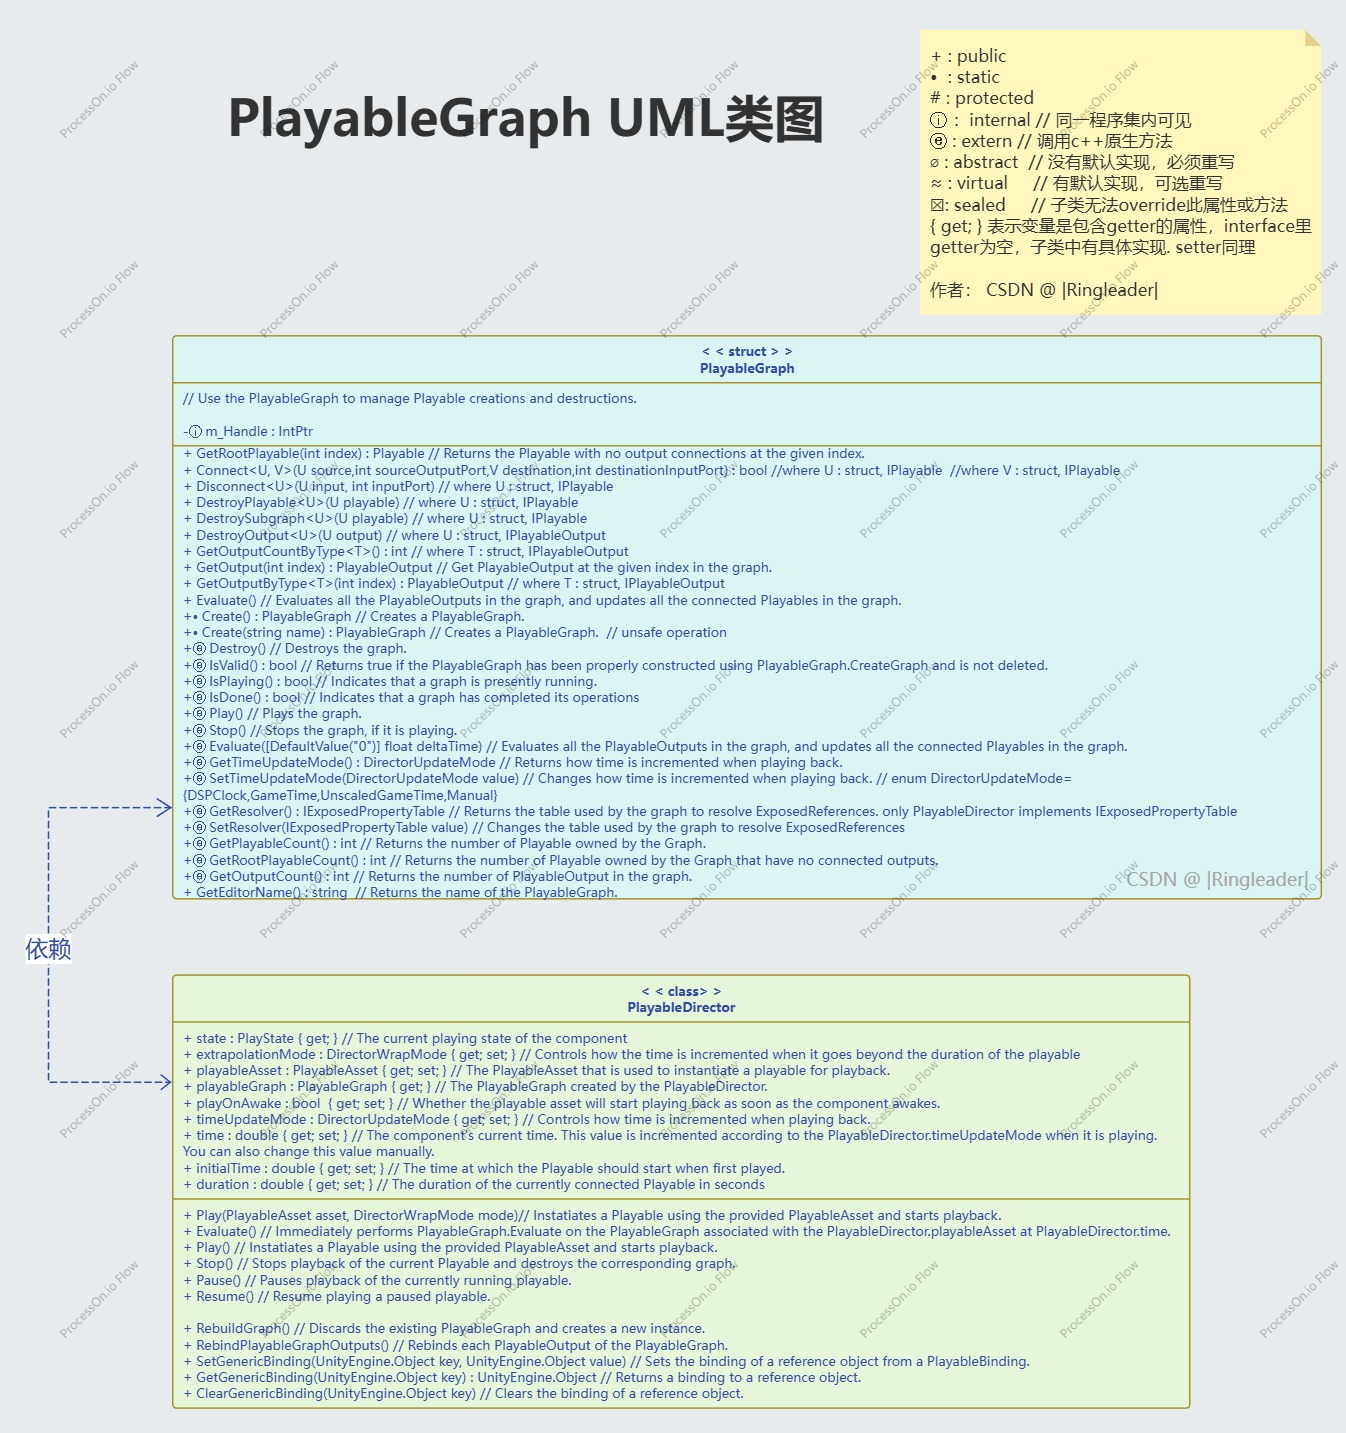 PlayableGraph UML类图
+ : public
• : static
# : protected
ⓘ : internal // 同一程序集内可见
ⓔ : extern // 调用c++原生方法
⌀ : abstract // 没有默认实现，必须重写
≈ : virtual // 有默认实现，可选重写
☒: sealed // 子类无法override此属性或方法
{ get; } 表示变量是包含getter的属性，interface里
getter为空，子类中有具体实现. setter同理
作者： CSDN @ |Ringleader|
< < struct > >
PlayableGraph
// Use the PlayableGraph to manage Playable creations and destructions.
-ⓘ m_Handle : IntPtr
+ GetRootPlayable(int index) : Playable // Returns the Playable with no output connections at the given index.
+ Connect<U, V>(U source,int sourceOutputPort,V destination,int destinationInputPort) : bool //where U : struct, IPlayable //where V : struct, IPlayable
+ Disconnect<U>(U input, int inputPort) // where U : struct, IPlayable
+ DestroyPlayable<U>(U playable) // where U : struct, IPlayable
+ DestroySubgraph<U>(U playable) // where U : struct, IPlayable
+ DestroyOutput<U>(U output) // where U : struct, IPlayableOutput
+ GetOutputCountByType<T>() : int // where T : struct, IPlayableOutput
+ GetOutput(int index) : PlayableOutput // Get PlayableOutput at the given index in the graph.
+ GetOutputByType<T>(int index) : PlayableOutput // where T : struct, IPlayableOutput
+ Evaluate() // Evaluates all the PlayableOutputs in the graph, and updates all the connected Playables in the graph.
+• Create() : PlayableGraph // Creates a PlayableGraph.
+• Create(string name) : PlayableGraph // Creates a PlayableGraph. // unsafe operation
+ⓔ Destroy() // Destroys the graph.
+ⓔ IsValid() : bool // Returns true if the PlayableGraph has been properly constructed using PlayableGraph.CreateGraph and is not deleted.
+ⓔ IsPlaying() : bool // Indicates that a graph is presently running.
+ⓔ IsDone() : bool // Indicates that a graph has completed its operations
+ⓔ Play() // Plays the graph.
+ⓔ Stop() // Stops the graph, if it is playing.
+ⓔ Evaluate([DefaultValue("0")] float deltaTime) // Evaluates all the PlayableOutputs in the graph, and updates all the connected Playables in the graph.
+ⓔ GetTimeUpdateMode() : DirectorUpdateMode // Returns how time is incremented when playing back.
+ⓔ SetTimeUpdateMode(DirectorUpdateMode value) // Changes how time is incremented when playing back. // enum DirectorUpdateMode=
{DSPClock,GameTime,UnscaledGameTime,Manual}
+ⓔ GetResolver() : IExposedPropertyTable // Returns the table used by the graph to resolve ExposedReferences. only PlayableDirector implements IExposedPropertyTable
+ⓔ SetResolver(IExposedPropertyTable value) // Changes the table used by the graph to resolve ExposedReferences
+ⓔ GetPlayableCount() : int // Returns the number of Playable owned by the Graph.
+ⓔ GetRootPlayableCount() : int // Returns the number of Playable owned by the Graph that have no connected outputs.
+ⓔ GetOutputCount() : int // Returns the number of PlayableOutput in the graph.
+ GetEditorName() : string // Returns the name of the PlayableGraph.
CSDN @ |Ringleader|
依赖
< < class> >
PlayableDirector
+ state : PlayState { get; } // The current playing state of the component
+ extrapolationMode : DirectorWrapMode { get; set; } // Controls how the time is incremented when it goes beyond the duration of the playable
+ playableAsset : PlayableAsset { get; set; } // The PlayableAsset that is used to instantiate a playable for playback.
+ playableGraph : PlayableGraph { get; } // The PlayableGraph created by the PlayableDirector.
+ playOnAwake : bool { get; set; } // Whether the playable asset will start playing back as soon as the component awakes.
+ timeUpdateMode : DirectorUpdateMode { get; set; } // Controls how time is incremented when playing back.
+ time : double { get; set; } // The component's current time. This value is incremented according to the PlayableDirector.timeUpdateMode when it is playing.
You can also change this value manually.
+ initialTime : double { get; set; } // The time at which the Playable should start when first played.
+ duration : double { get; set; } // The duration of the currently connected Playable in seconds
+ Play(PlayableAsset asset, DirectorWrapMode mode)// Instatiates a Playable using the provided PlayableAsset and starts playback.
+ Evaluate() // Immediately performs PlayableGraph.Evaluate on the PlayableGraph associated with the PlayableDirector.playableAsset at PlayableDirector.time.
+ Play() // Instatiates a Playable using the provided PlayableAsset and starts playback.
+ Stop() // Stops playback of the current Playable and destroys the corresponding graph.
+ Pause() // Pauses playback of the currently running playable.
+ Resume() // Resume playing a paused playable.
+ RebuildGraph() // Discards the existing PlayableGraph and creates a new instance.
+ RebindPlayableGraphOutputs() // Rebinds each PlayableOutput of the PlayableGraph.
+ SetGenericBinding(UnityEngine.Object key, UnityEngine.Object value) // Sets the binding of a reference object from a PlayableBinding.
+ GetGenericBinding(UnityEngine.Object key) : UnityEngine.Object // Returns a binding to a reference object.
+ ClearGenericBinding(UnityEngine.Object key) // Clears the binding of a reference object.
ProcessOn.io Flow